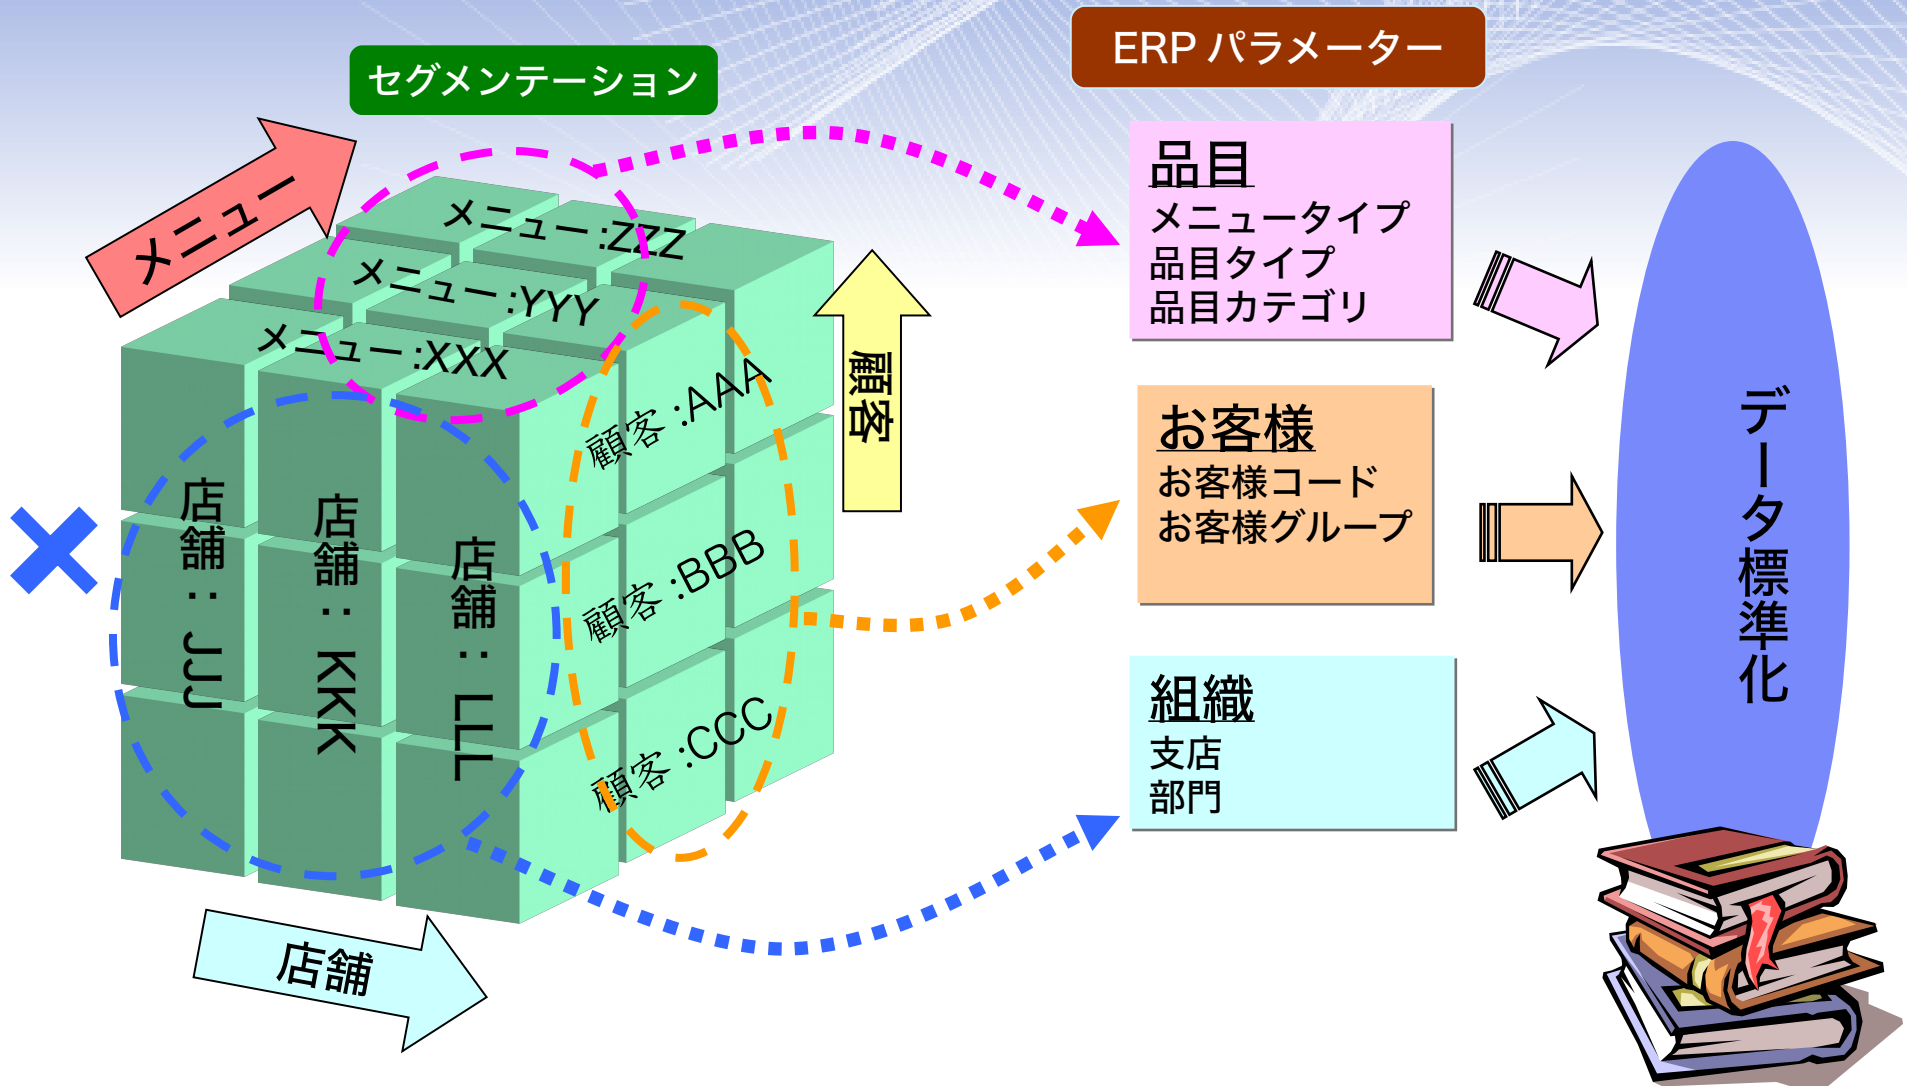 セグメンテーション
ERP パラメーター
メニュー
メニュー:ZZZ
メニュー:YYY
メニュー:XXX
顧客
顧客:AAA
顧客:BBB
顧客:CCC
店舗：JJJ
店舗：KKK
店舗：LLL
店舗
品目
メニュータイプ
品目タイプ
品目カテゴリ
お客様
お客様コード
お客様グループ
組織
支店
部門
データ標準化